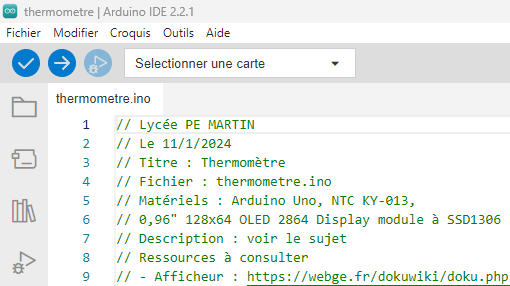 thermometre | Arduino IDE 2.2.1
Fichier Modifier Croquis Outils Aide
Selectionner une carte
thermometre.ino
1 // Lycée PE MARTIN
2 // Le 11/1/2024
3 // Titre : Thermomètre
4 // Fichier : thermometre.ino
5 // Matériels : Arduino Uno, NTC KY-013,
6 // 0,96" 128x64 OLED 2864 Display module à SSD1306
7 // Description : voir le sujet
8 // Ressources à consulter
9 // - Afficheur : https://webge.fr/dokuwiki/doku.php